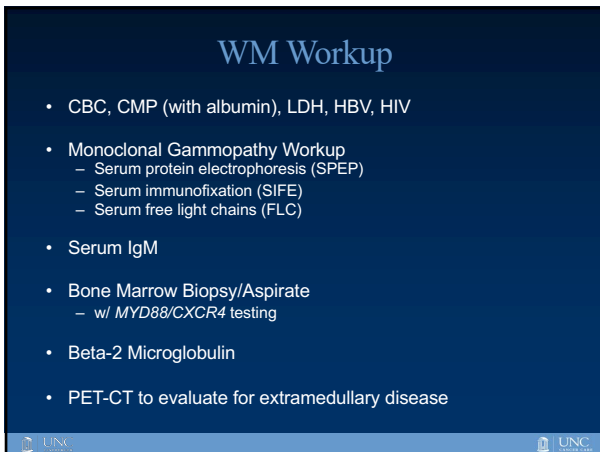 WM Workup
• CBC, CMP (with albumin), LDH, HBV, HIV
• Monoclonal Gammopathy Workup
– Serum protein electrophoresis (SPEP)
– Serum immunofixation (SIFE)
– Serum free light chains (FLC)
• Serum IgM
• Bone Marrow Biopsy/Aspirate
– w/ MYD88/CXCR4 testing
• Beta-2 Microglobulin
• PET-CT to evaluate for extramedullary disease
UNC
UNC
CANCER CARE